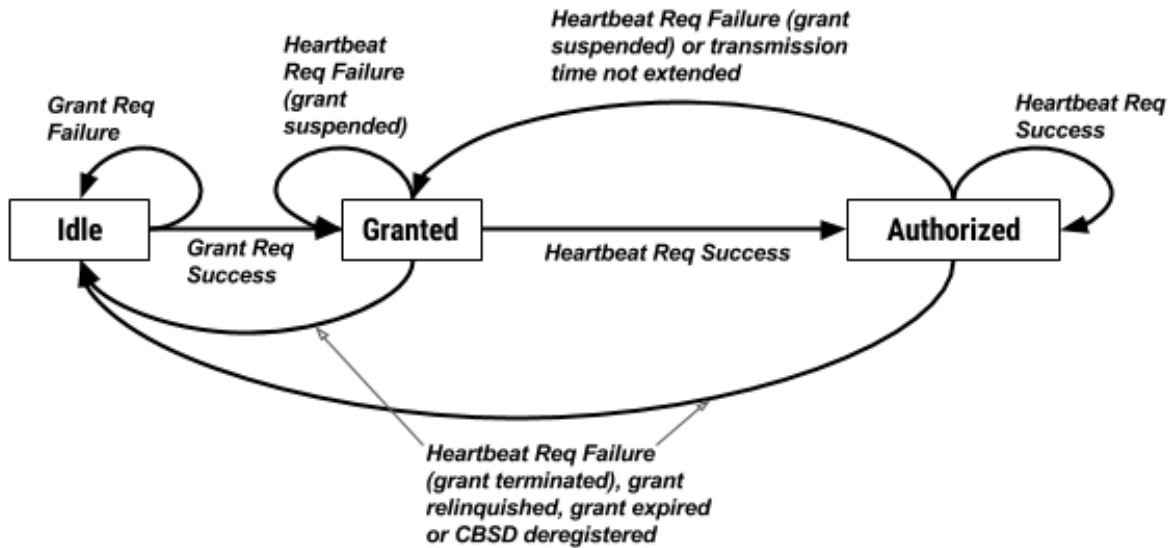 Heartbeat Req Failure (grant
suspended) or transmission
time not extended
Heartbeat
Req Failure
(grant
suspended)
Grant Req
Failure
Heartbeat Req
Success
Idle
Granted
Authorized
Grant Req
Success
Heartbeat Req Success
Heartbeat Req Failure
(grant terminated), grant
relinquished, grant expired
or CBSD deregistered